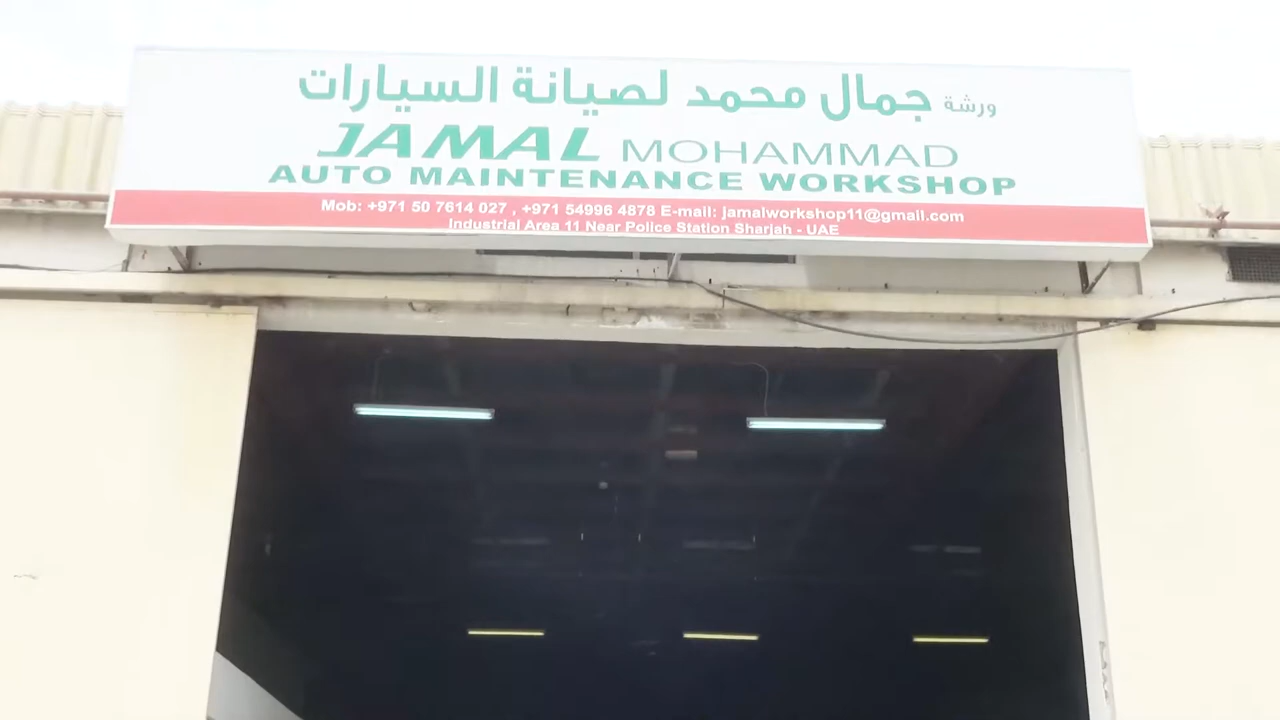 ورشة جمال محمد لصيانة السيارات
JAMAL MOHAMMAD
AUTO MAINTENANCE WORKSHOP
Mob: +971 50 7614 027 , +971 54996 4878 E-mail: jamalworkshop11@gmail.com
Industrial Area 11 Near Police Station Sharjah - UAE